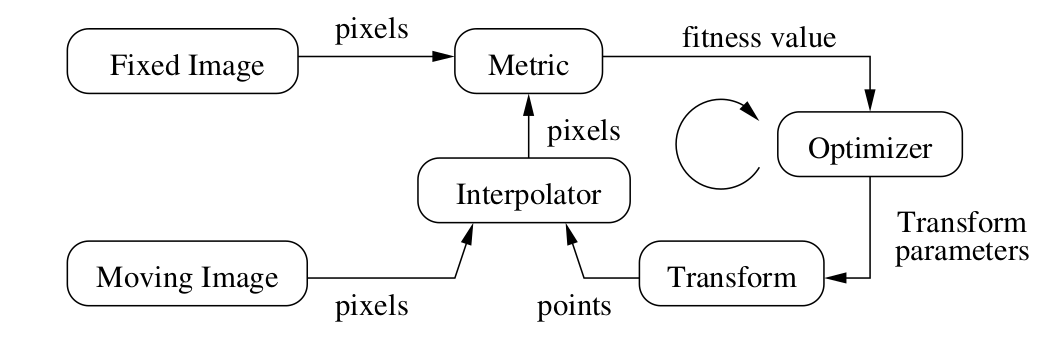 pixels
fitness value
Fixed Image
Metric
pixels
Optimizer
Interpolator
Transform
parameters
Moving Image
Transform
pixels
points